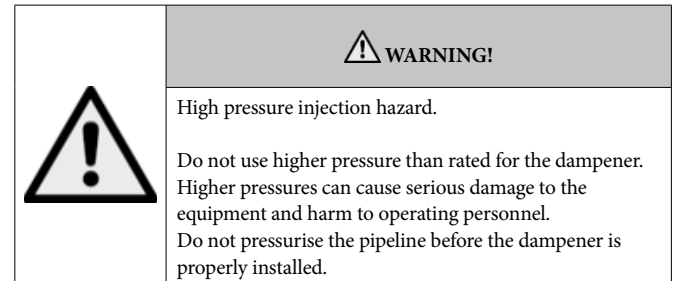 WARNING!
High pressure injection hazard.
Do not use higher pressure than rated for the dampener.
Higher pressures can cause serious damage to the
equipment and harm to operating personnel.
Do not pressurise the pipeline before the dampener is
properly installed.